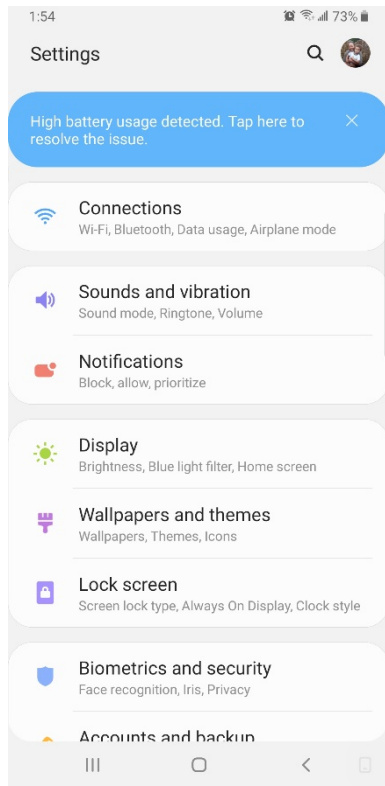 1:54 73%
Settings
High battery usage detected. Tap here to
resolve the issue.
Connections
Wi-Fi, Bluetooth, Data usage, Airplane mode
Sounds and vibration
Sound mode, Ringtone, Volume
Notifications
Block, allow, prioritize
Display
Brightness, Blue light filter, Home screen
Wallpapers and themes
Wallpapers, Themes, Icons
Lock screen
Screen lock type, Always On Display, Clock style
Biometrics and security
Face recognition, Iris, Privacy
Accounts and backup